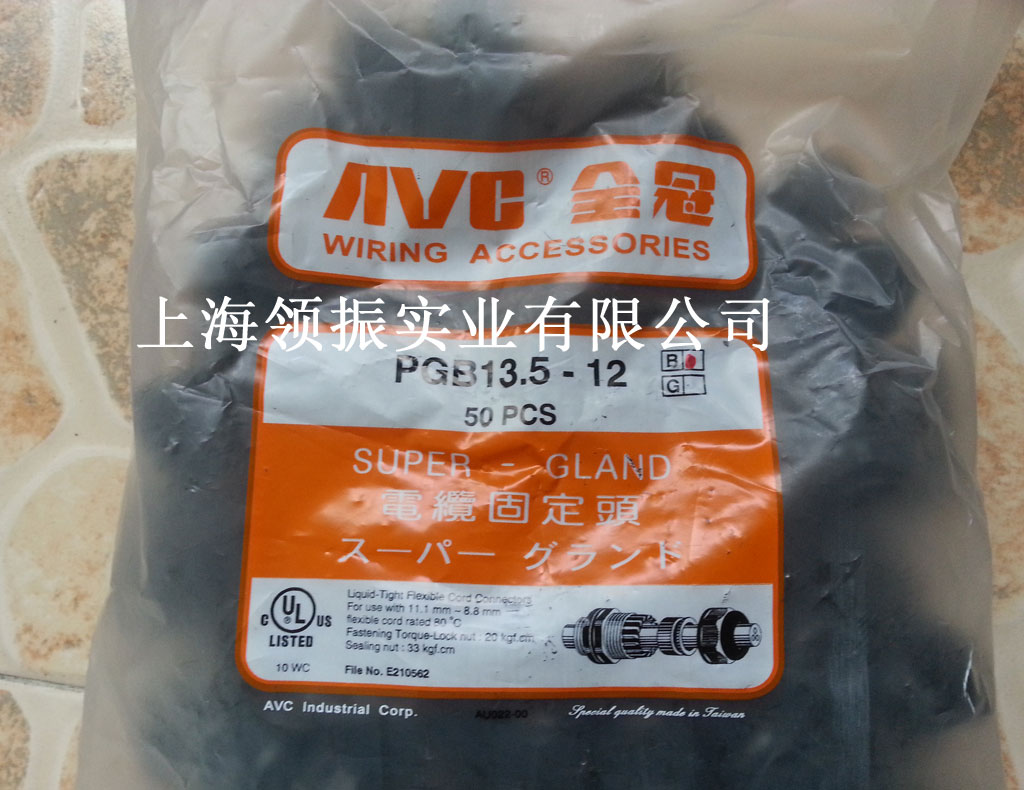 AVC® 全冠
WIRING ACCESSORIES
上海领振实业有限公司
PGB13.5 - 12
B
G
50 PCS
SUPER - GLAND
電纜固定頭
スーパー グランド
Liquid-Tight Flexible Cord Connectors
For use with 11.1 mm ~ 8.8 mm
flexible cord rated 80 °C
Fastening Torque-Lock nut : 20 kgf.cm
Sealing nut : 33 kgf.cm
C UL ® US
LISTED
10 WC
File No. E210562
AVC Industrial Corp.
AU022-00
Special quality made in Taiwan